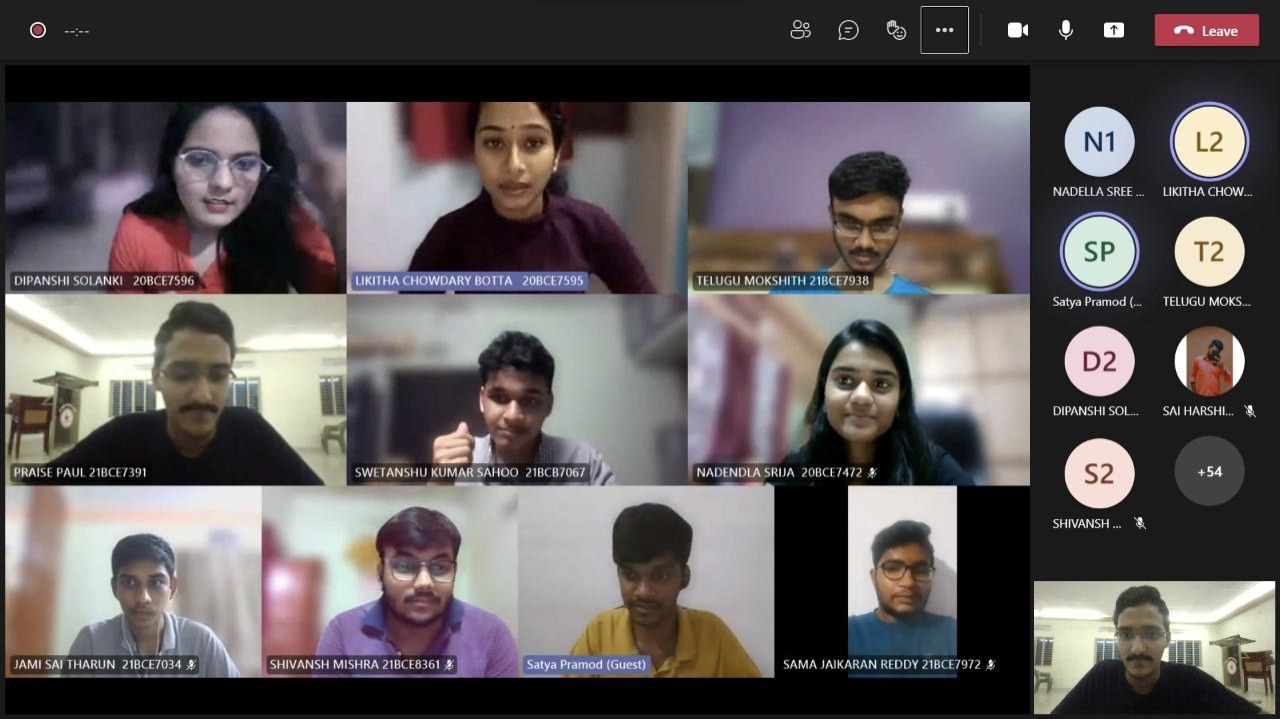 --:--
Leave
DIPANSHI SOLANKI 20BCE7596
LIKITHA CHOWDARY BOTTA 20BCE7595
TELUGU MOKSHITH 21BCE7938
PRAISE PAUL 21BCE7391
SWETANSHU KUMAR SAHOO 21BCB7067
NADENDLA SRIJA 20BCE7472
JAMI SAI THARUN 21BCE7034
SHIVANSH MISHRA 21BCE8361
Satya Pramod (Guest)
SAMA JAIKARAN REDDY 21BCE7972
N1
L2
NADELLA SREE ...
LIKITHA CHOW...
SP
T2
Satya Pramod (...
TELUGU MOKS...
D2
DIPANSHI SOL...
SAI HARSHI...
S2
+54
SHIVANSH ...